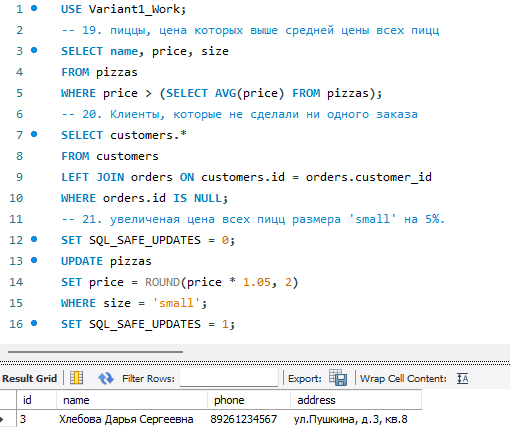 1 USE Variant1_Work;
2 -- 19. пиццы, цена которых выше средней цены всех пицц
3 SELECT name, price, size
4 FROM pizzas
5 WHERE price > (SELECT AVG(price) FROM pizzas);
6 -- 20. Клиенты, которые не сделали ни одного заказа
7 SELECT customers.*
8 FROM customers
9 LEFT JOIN orders ON customers.id = orders.customer_id
10 WHERE orders.id IS NULL;
11 -- 21. увеличеная цена всех пицц размера 'small' на 5%.
12 SET SQL_SAFE_UPDATES = 0;
13 UPDATE pizzas
14 SET price = ROUND(price * 1.05, 2)
15 WHERE size = 'small';
16 SET SQL_SAFE_UPDATES = 1;
Result Grid Filter Rows: Export: Wrap Cell Content:
id name phone address
3 Хлебова Дарья Сергеевна 89261234567 ул.Пушкина, д.3, кв.8